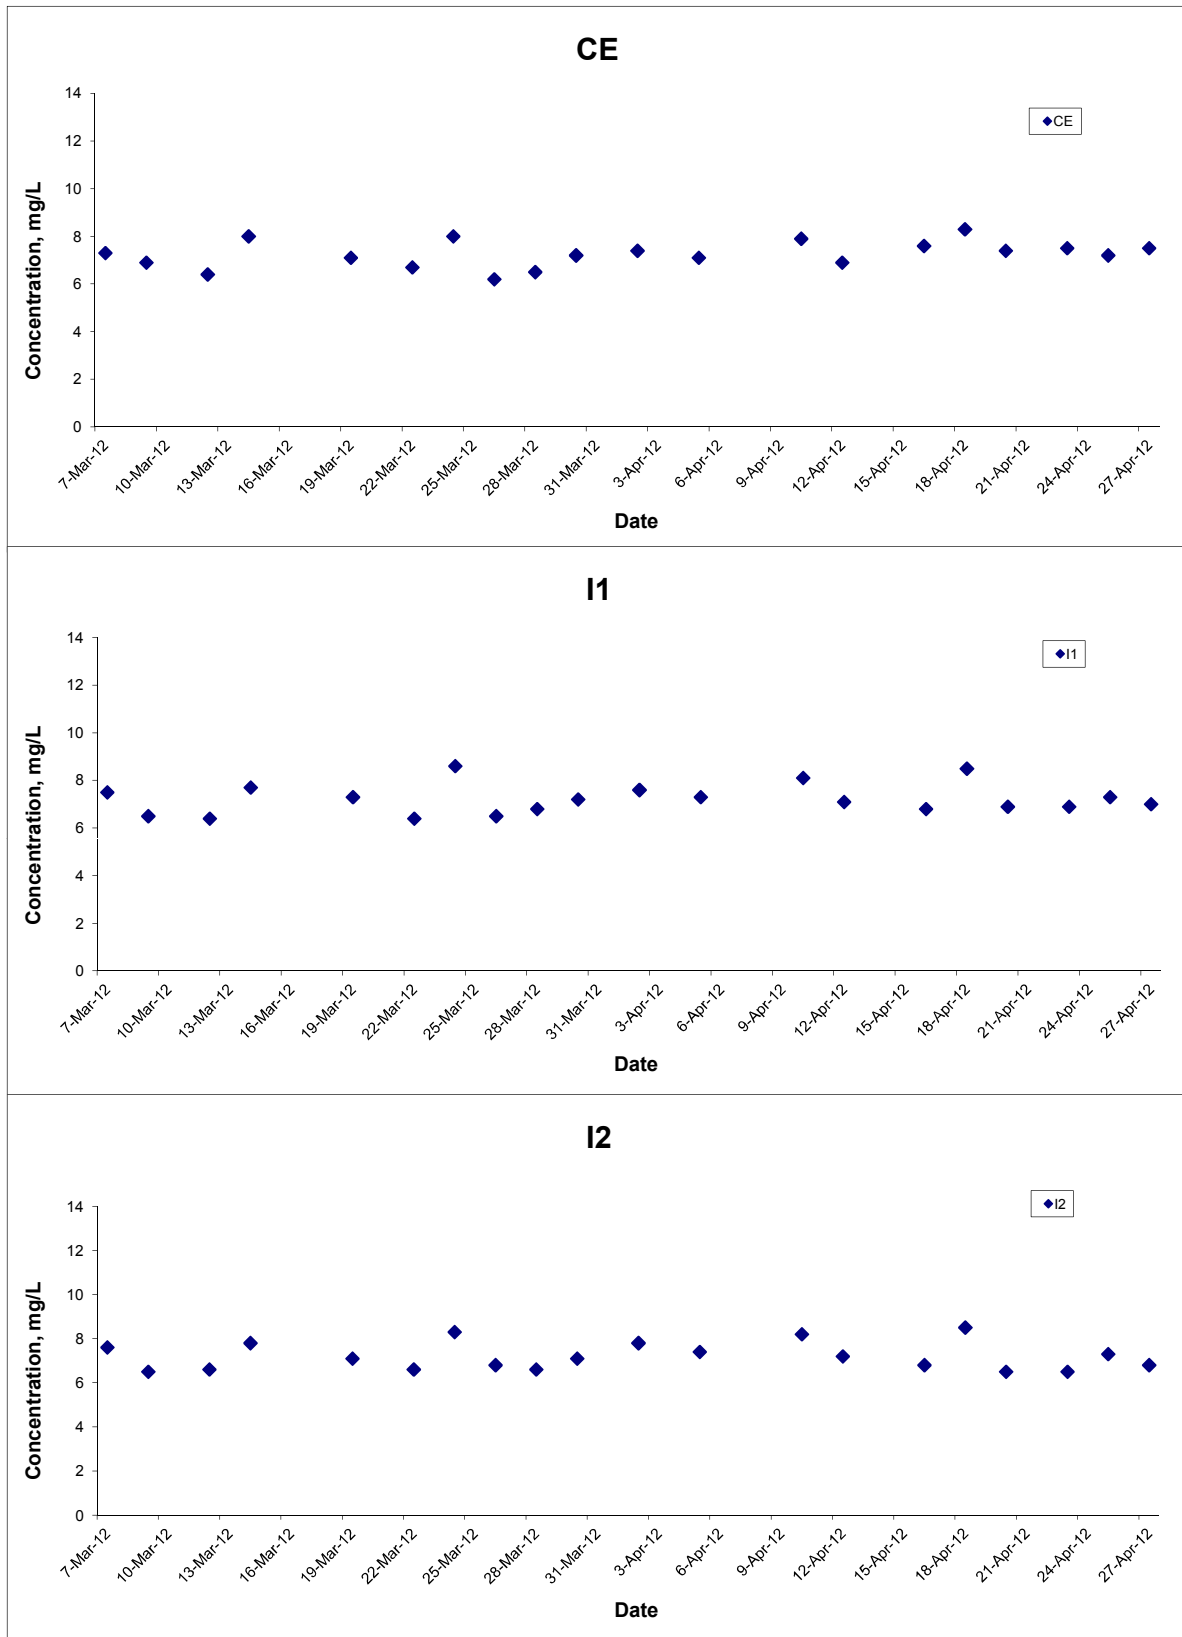 CE
14
CE
12
10
8
6
4
2
0
Concentration, mg/L
7-Mar-12 10-Mar-12 13-Mar-12 16-Mar-12 19-Mar-12 22-Mar-12 25-Mar-12 28-Mar-12 31-Mar-12 3-Apr-12 6-Apr-12 9-Apr-12 12-Apr-12 15-Apr-12 18-Apr-12 21-Apr-12 24-Apr-12 27-Apr-12
Date
I1
14
I1
12
10
8
6
4
2
0
Concentration, mg/L
7-Mar-12 10-Mar-12 13-Mar-12 16-Mar-12 19-Mar-12 22-Mar-12 25-Mar-12 28-Mar-12 31-Mar-12 3-Apr-12 6-Apr-12 9-Apr-12 12-Apr-12 15-Apr-12 18-Apr-12 21-Apr-12 24-Apr-12 27-Apr-12
Date
I2
14
I2
12
10
8
6
4
2
0
Concentration, mg/L
7-Mar-12 10-Mar-12 13-Mar-12 16-Mar-12 19-Mar-12 22-Mar-12 25-Mar-12 28-Mar-12 31-Mar-12 3-Apr-12 6-Apr-12 9-Apr-12 12-Apr-12 15-Apr-12 18-Apr-12 21-Apr-12 24-Apr-12 27-Apr-12
Date